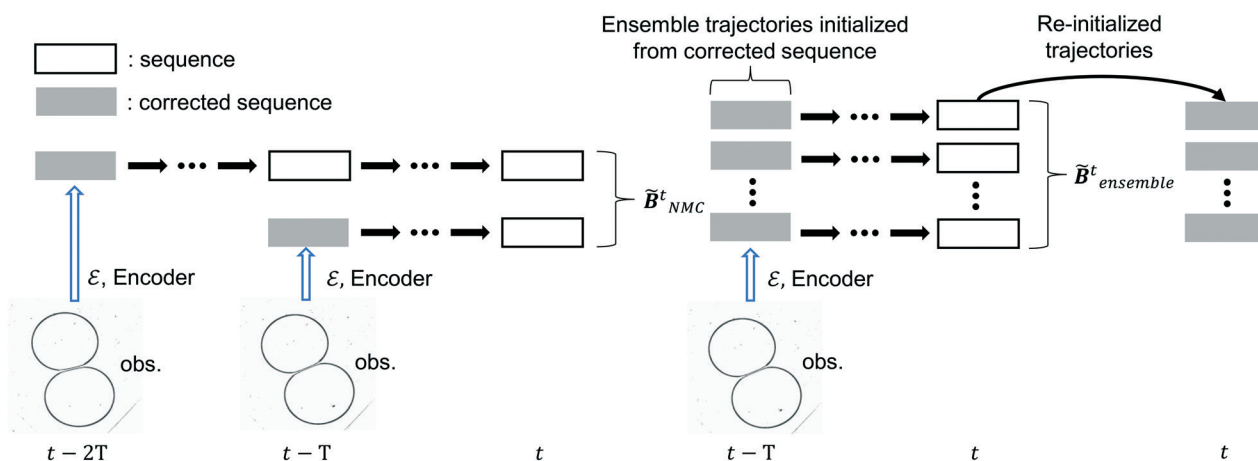 : sequence
: corrected sequence
ℰ, Encoder
ℰ, Encoder
obs.
obs.
t − 2T
t − T
t
B̃ᵗ_NMC
Ensemble trajectories initialized
from corrected sequence
Re-initialized
trajectories
B̃ᵗ_ensemble
ℰ, Encoder
obs.
t − T
t
t